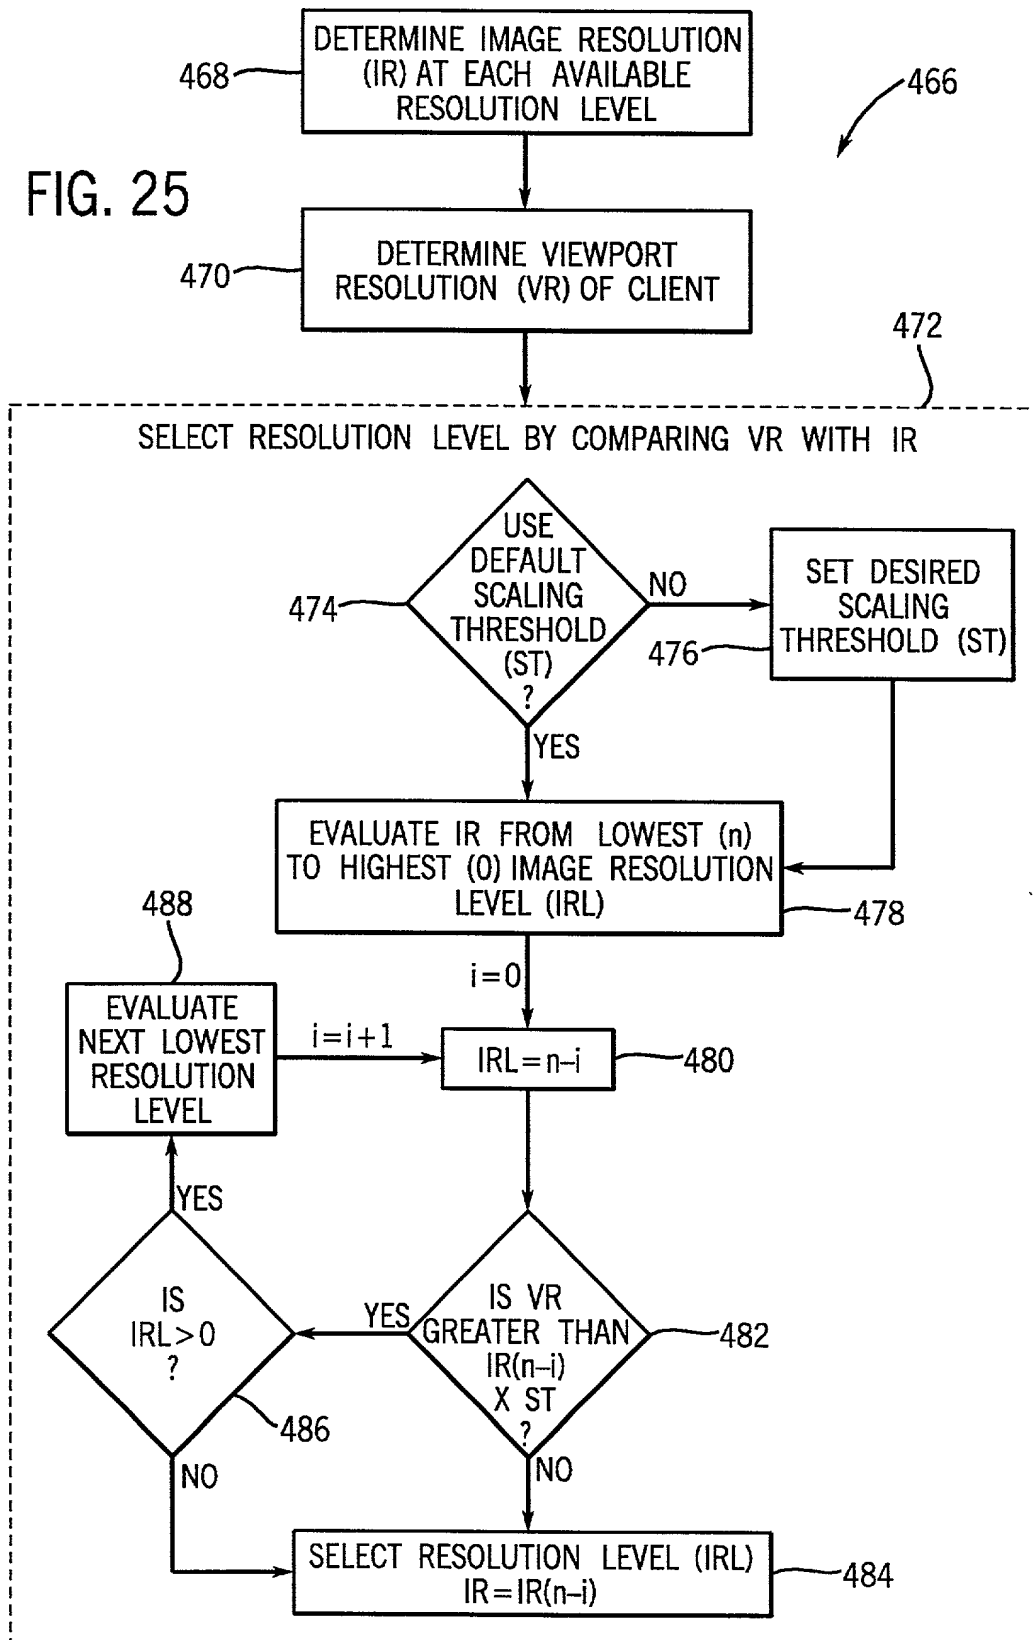 DETERMINE IMAGE RESOLUTION
(IR) AT EACH AVAILABLE
RESOLUTION LEVEL
468
466
FIG. 25
DETERMINE VIEWPORT
RESOLUTION (VR) OF CLIENT
470
472
SELECT RESOLUTION LEVEL BY COMPARING VR WITH IR
USE
DEFAULT
SCALING
THRESHOLD
(ST)
?
474
NO
SET DESIRED
SCALING
THRESHOLD (ST)
476
YES
EVALUATE IR FROM LOWEST (n)
TO HIGHEST (0) IMAGE RESOLUTION
LEVEL (IRL)
478
488
i=0
EVALUATE
NEXT LOWEST
RESOLUTION
LEVEL
i=i+1
IRL=n-i
480
YES
IS
IRL>0
?
486
YES
IS VR
GREATER THAN
IR(n-i)
X ST
?
482
NO
NO
SELECT RESOLUTION LEVEL (IRL)
IR=IR(n-i)
484